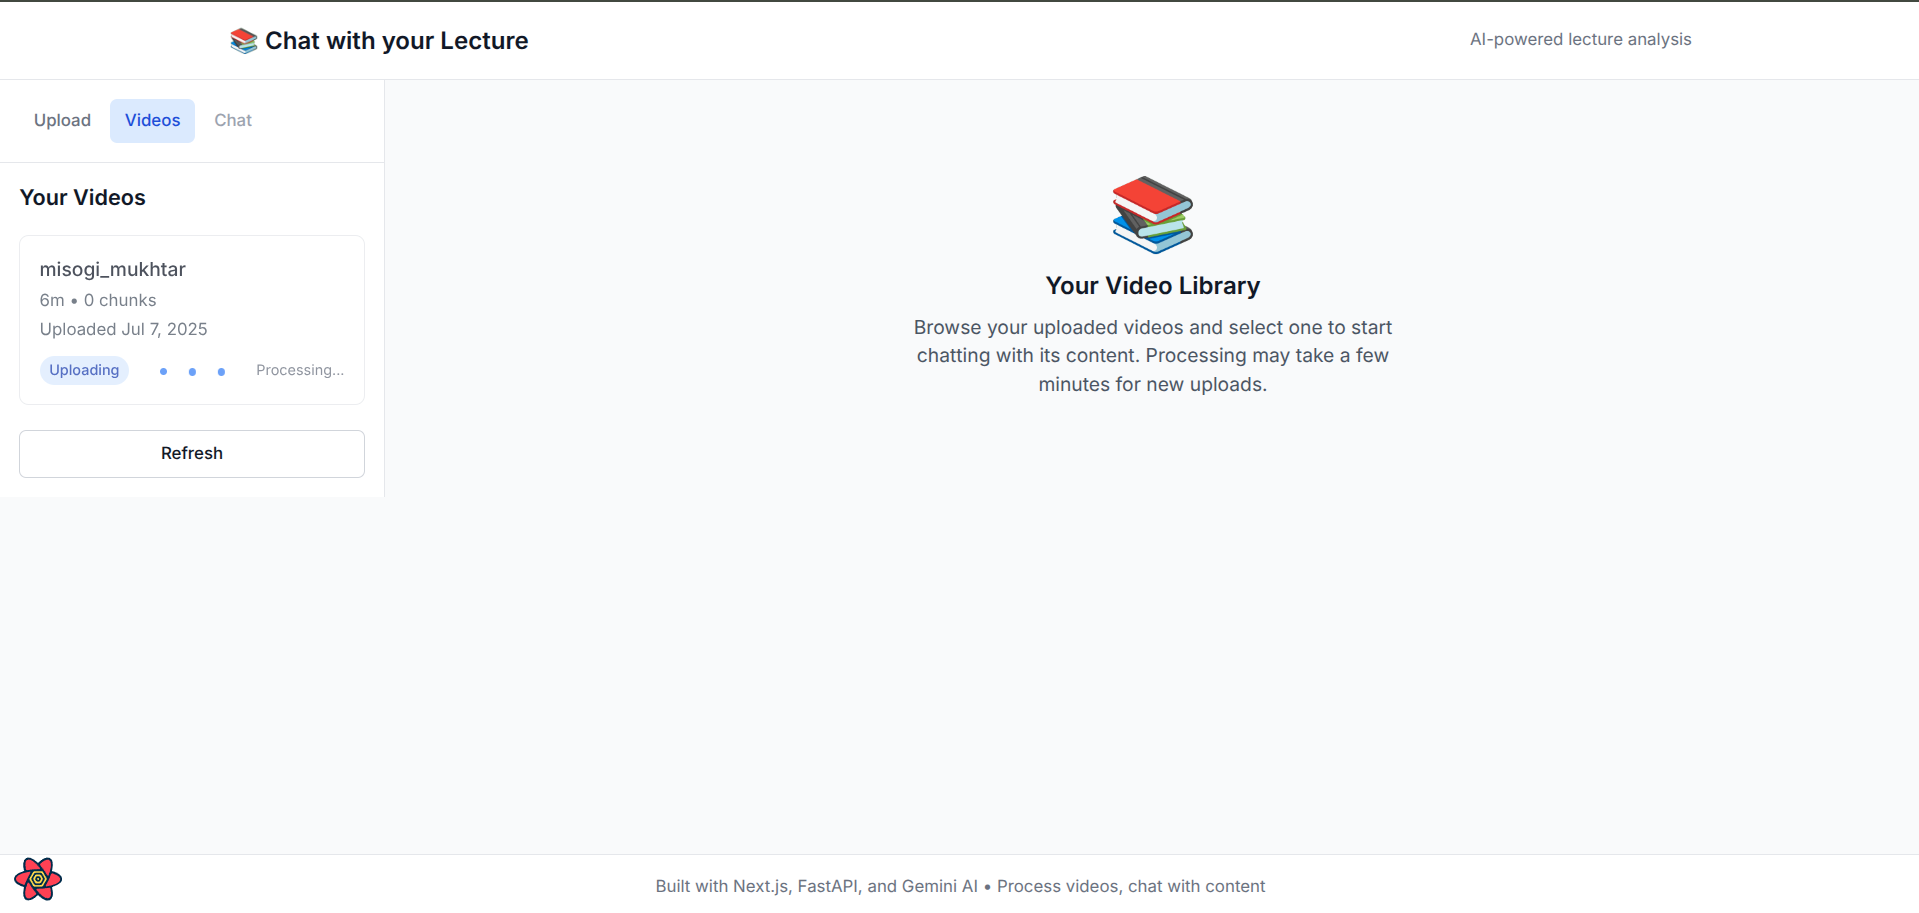 📚 Chat with your Lecture
AI-powered lecture analysis
Upload Videos Chat
Your Videos
misogi_mukhtar
6m • 0 chunks
Uploaded Jul 7, 2025
Uploading Processing...
Refresh
Your Video Library
Browse your uploaded videos and select one to start
chatting with its content. Processing may take a few
minutes for new uploads.
Built with Next.js, FastAPI, and Gemini AI • Process videos, chat with content